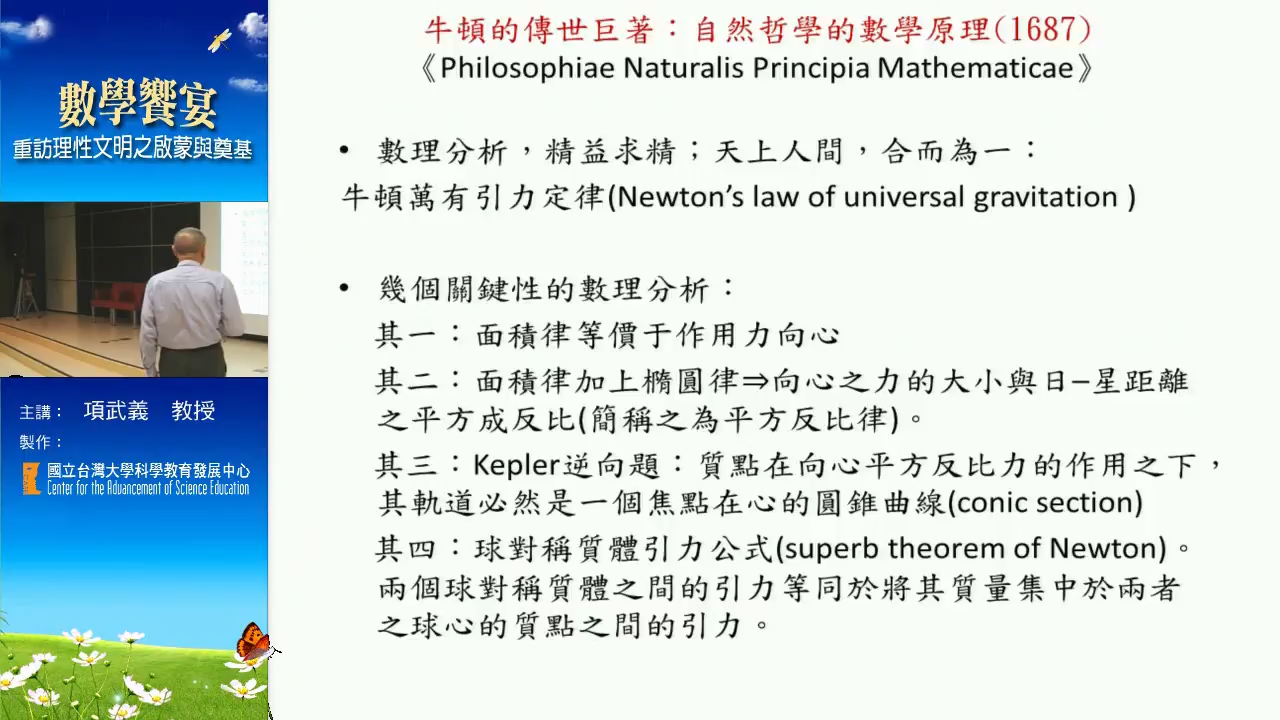 數學饗宴
重訪理性文明之啟蒙與奠基
主講： 項武義 教授
製作：
國立台灣大學科學教育發展中心
Center for the Advancement of Science Education
牛頓的傳世巨著：自然哲學的數學原理(1687)
《Philosophiae Naturalis Principia Mathematicae》
• 數理分析，精益求精；天上人間，合而為一：
牛頓萬有引力定律(Newton’s law of universal gravitation )
• 幾個關鍵性的數理分析：
其一：面積律等價于作用力向心
其二：面積律加上橢圓律⇒向心之力的大小與日–星距離
之平方成反比(簡稱之為平方反比律)。
其三：Kepler逆向題：質點在向心平方反比力的作用之下，
其軌道必然是一個焦點在心的圓錐曲線(conic section)
其四：球對稱質體引力公式(superb theorem of Newton)。
兩個球對稱質體之間的引力等同於將其質量集中於兩者
之球心的質點之間的引力。